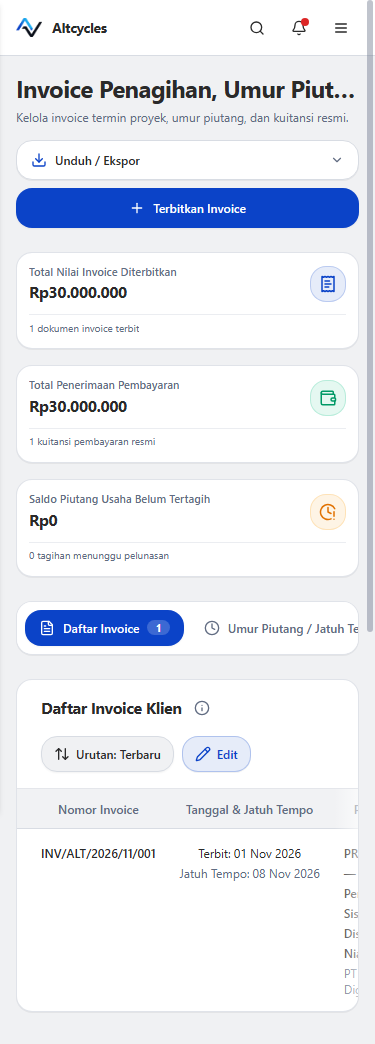 Altcycles
Invoice Penagihan, Umur Piut...
Kelola invoice termin proyek, umur piutang, dan kuitansi resmi.
Unduh / Ekspor
Terbitkan Invoice
Total Nilai Invoice Diterbitkan
Rp30.000.000
1 dokumen invoice terbit
Total Penerimaan Pembayaran
Rp30.000.000
1 kuitansi pembayaran resmi
Saldo Piutang Usaha Belum Tertagih
Rp0
0 tagihan menunggu pelunasan
Daftar Invoice 1
Umur Piutang / Jatuh Te
Daftar Invoice Klien
Urutan: Terbaru
Edit
Nomor Invoice
Tanggal & Jatuh Tempo
INV/ALT/2026/11/001
Terbit: 01 Nov 2026
Jatuh Tempo: 08 Nov 2026
PR
—
Pe
Sis
Dis
Nia
PT
Dig